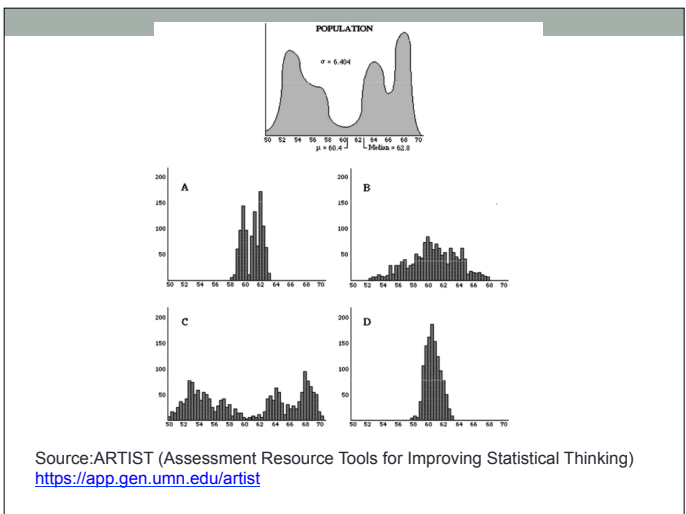 POPULATION
σ = 6.404
50 52 54 56 58 60 62 64 66 68 70
μ = 60.4 Median = 62.8
A
200
150
100
50
50 52 54 56 58 60 62 64 66 68 70
B
200
150
100
50
50 52 54 56 58 60 62 64 66 68 70
C
200
150
100
50
50 52 54 56 58 60 62 64 66 68 70
D
200
150
100
50
50 52 54 56 58 60 62 64 66 68 70
Source:ARTIST (Assessment Resource Tools for Improving Statistical Thinking)
https://app.gen.umn.edu/artist